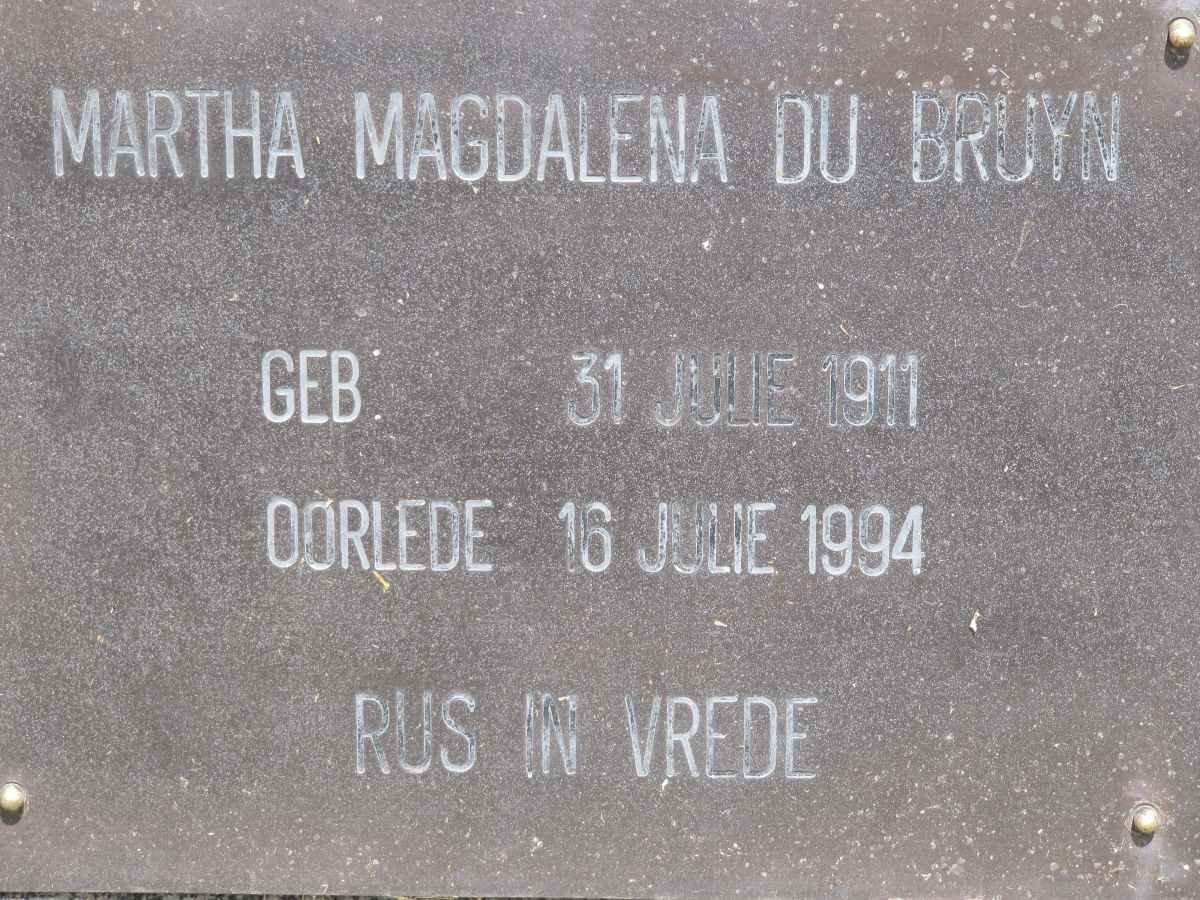 MARTHA MAGDALENA DU BRUYN
GEB 31 JULIE 1911
OORLEDE 16 JULIE 1994
RUS IN VREDE